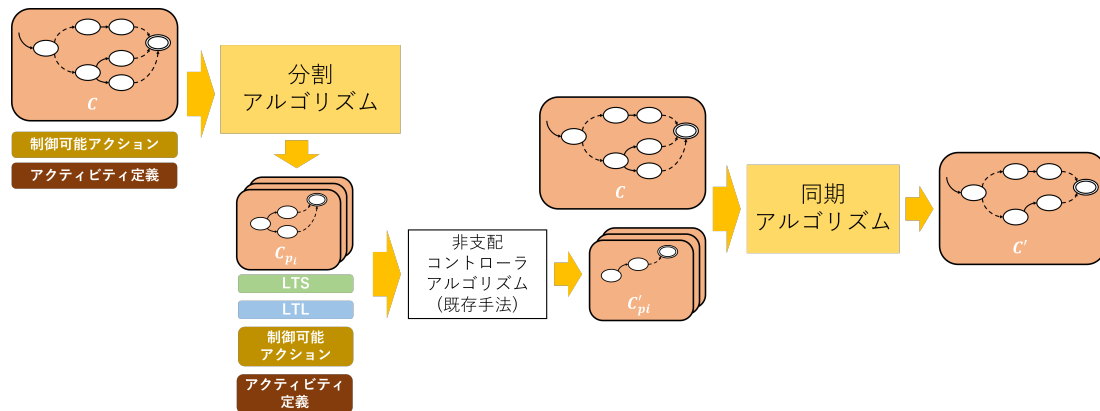 C
制御可能アクション
アクティビティ定義
分割
アルゴリズム
C_{p_i}
LTS
LTL
制御可能
アクション
アクティビティ
定義
非支配
コントローラ
アルゴリズム
(既存手法)
C
C'_{pi}
同期
アルゴリズム
C'